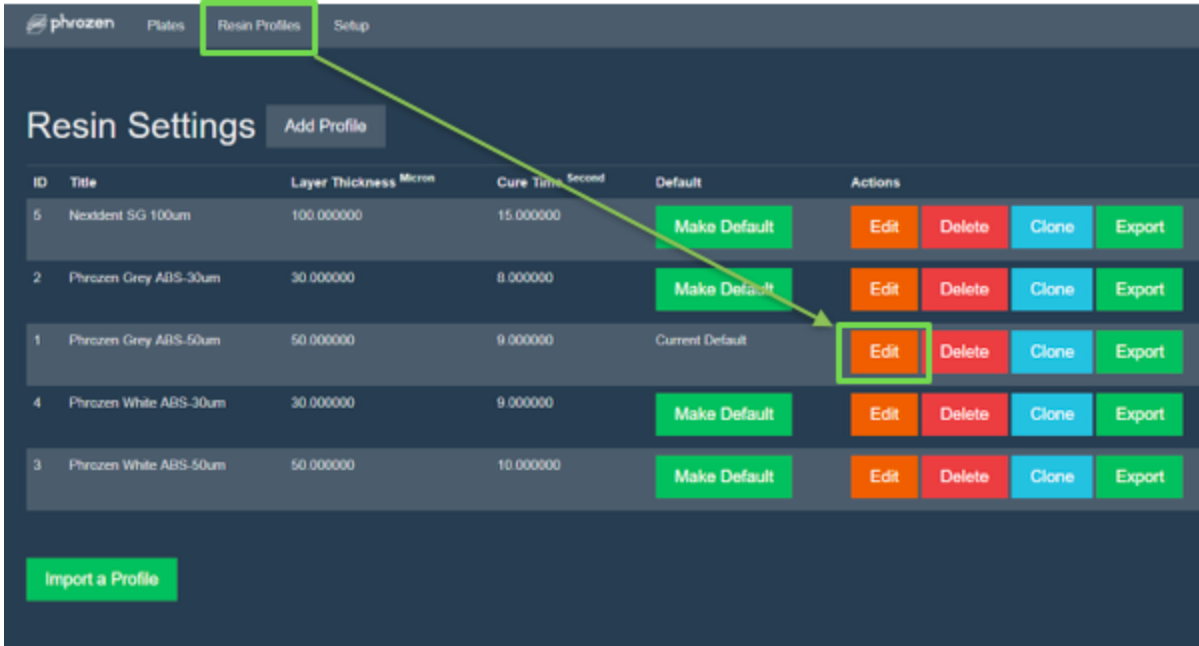 phrozen Plates Resin Profiles Setup
Resin Settings Add Profile
ID Title Layer Thickness Micron Cure Time Second Default Actions
5 Nextdent SG 100um 100.000000 15.000000 Make Default Edit Delete Clone Export
2 Phrozen Grey ABS-30um 30.000000 8.000000 Make Default Edit Delete Clone Export
1 Phrozen Grey ABS-50um 50.000000 9.000000 Current Default Edit Delete Clone Export
4 Phrozen White ABS-30um 30.000000 9.000000 Make Default Edit Delete Clone Export
3 Phrozen White ABS-50um 50.000000 10.000000 Make Default Edit Delete Clone Export
Import a Profile